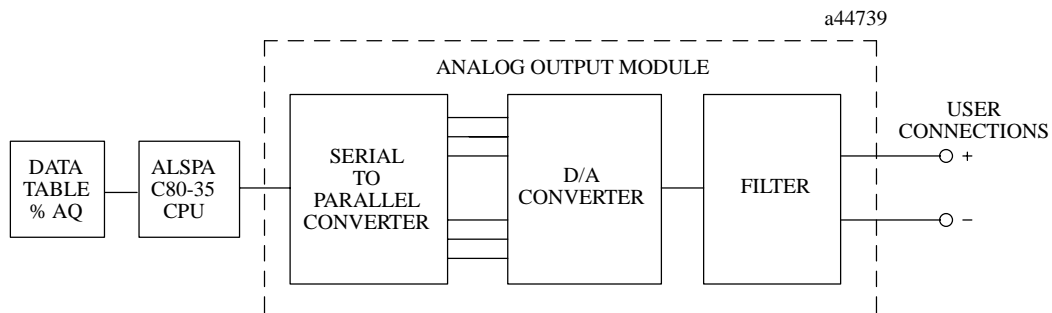 a44739
ANALOG OUTPUT MODULE
DATA
TABLE
% AQ
ALSPA
C80-35
CPU
SERIAL
TO
PARALLEL
CONVERTER
D/A
CONVERTER
FILTER
USER
CONNECTIONS
+
−